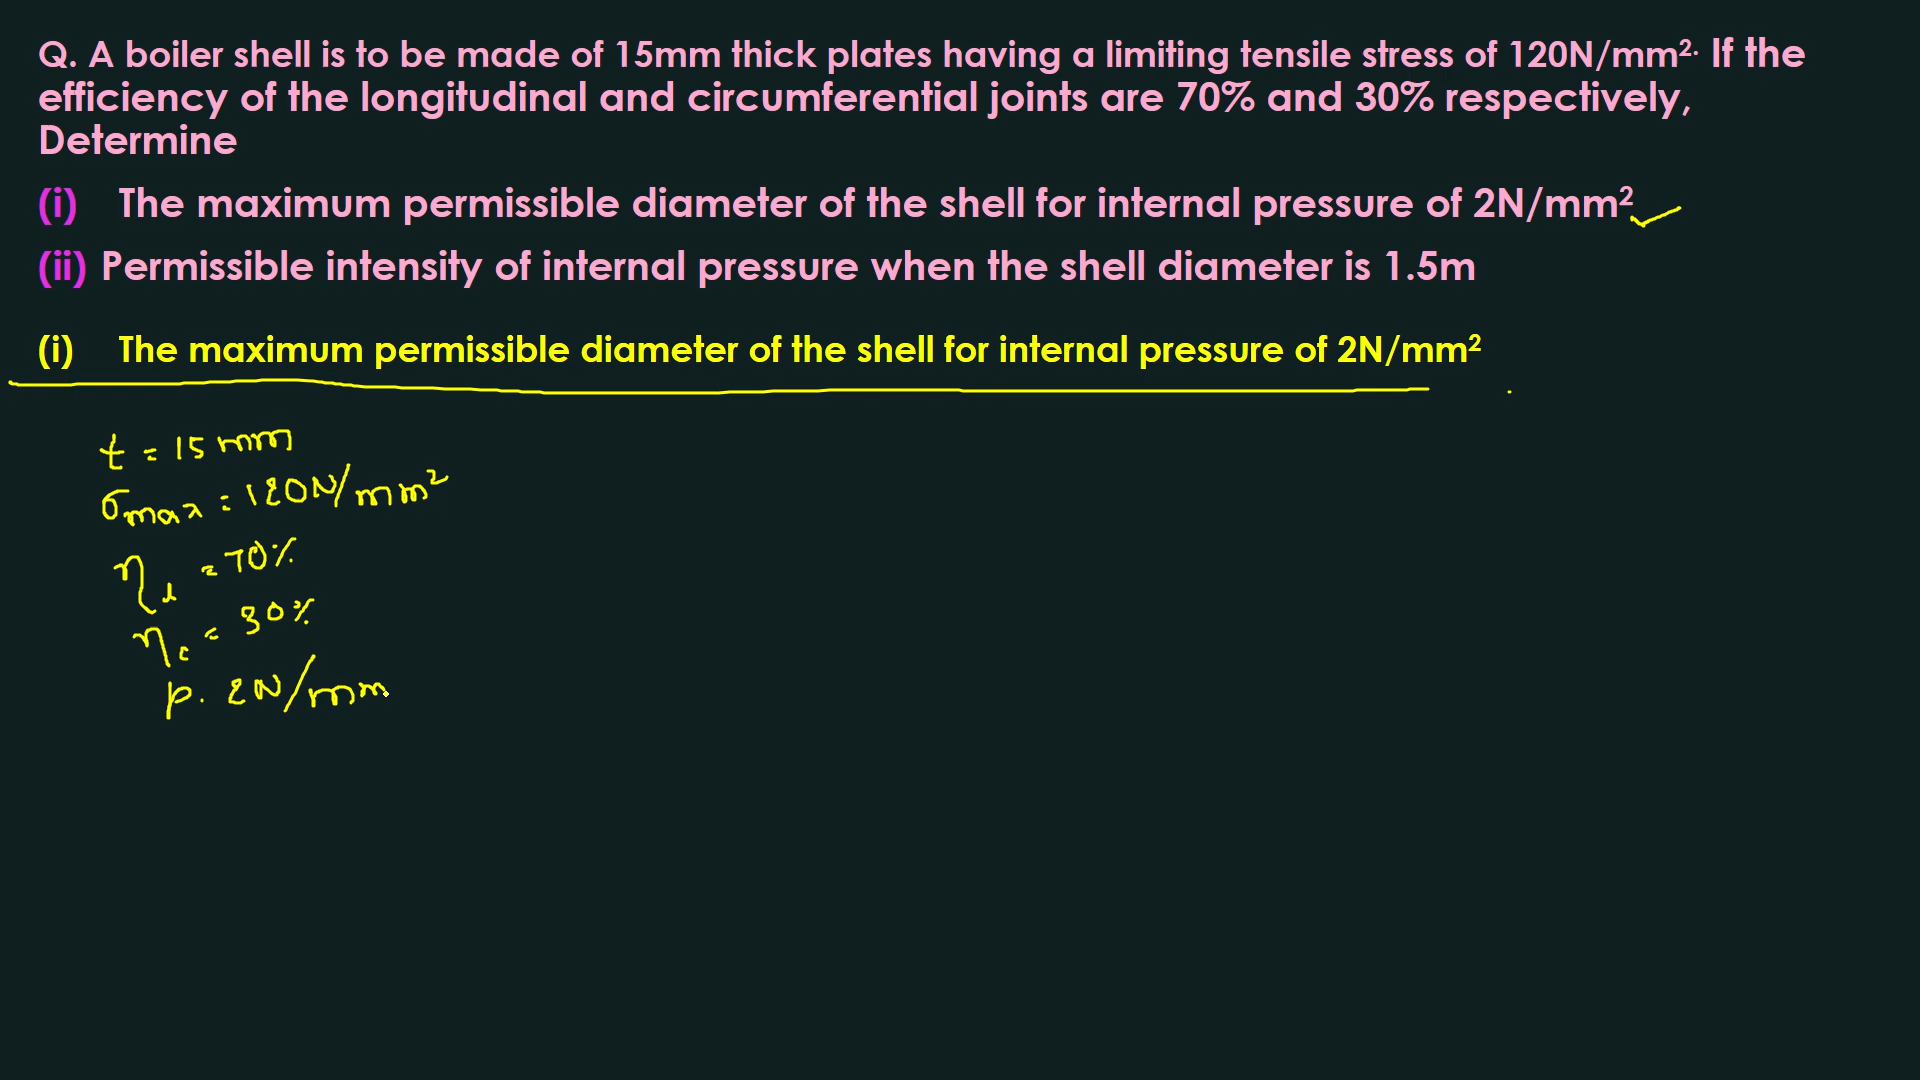 Q. A boiler shell is to be made of 15mm thick plates having a limiting tensile stress of 120N/mm². If the
efficiency of the longitudinal and circumferential joints are 70% and 30% respectively,
Determine
(i) The maximum permissible diameter of the shell for internal pressure of 2N/mm²
(ii) Permissible intensity of internal pressure when the shell diameter is 1.5m
(i) The maximum permissible diameter of the shell for internal pressure of 2N/mm²
t = 15 mm
σmax = 120N/mm²
ηl = 70%
ηc = 30%
p. 2N/mm